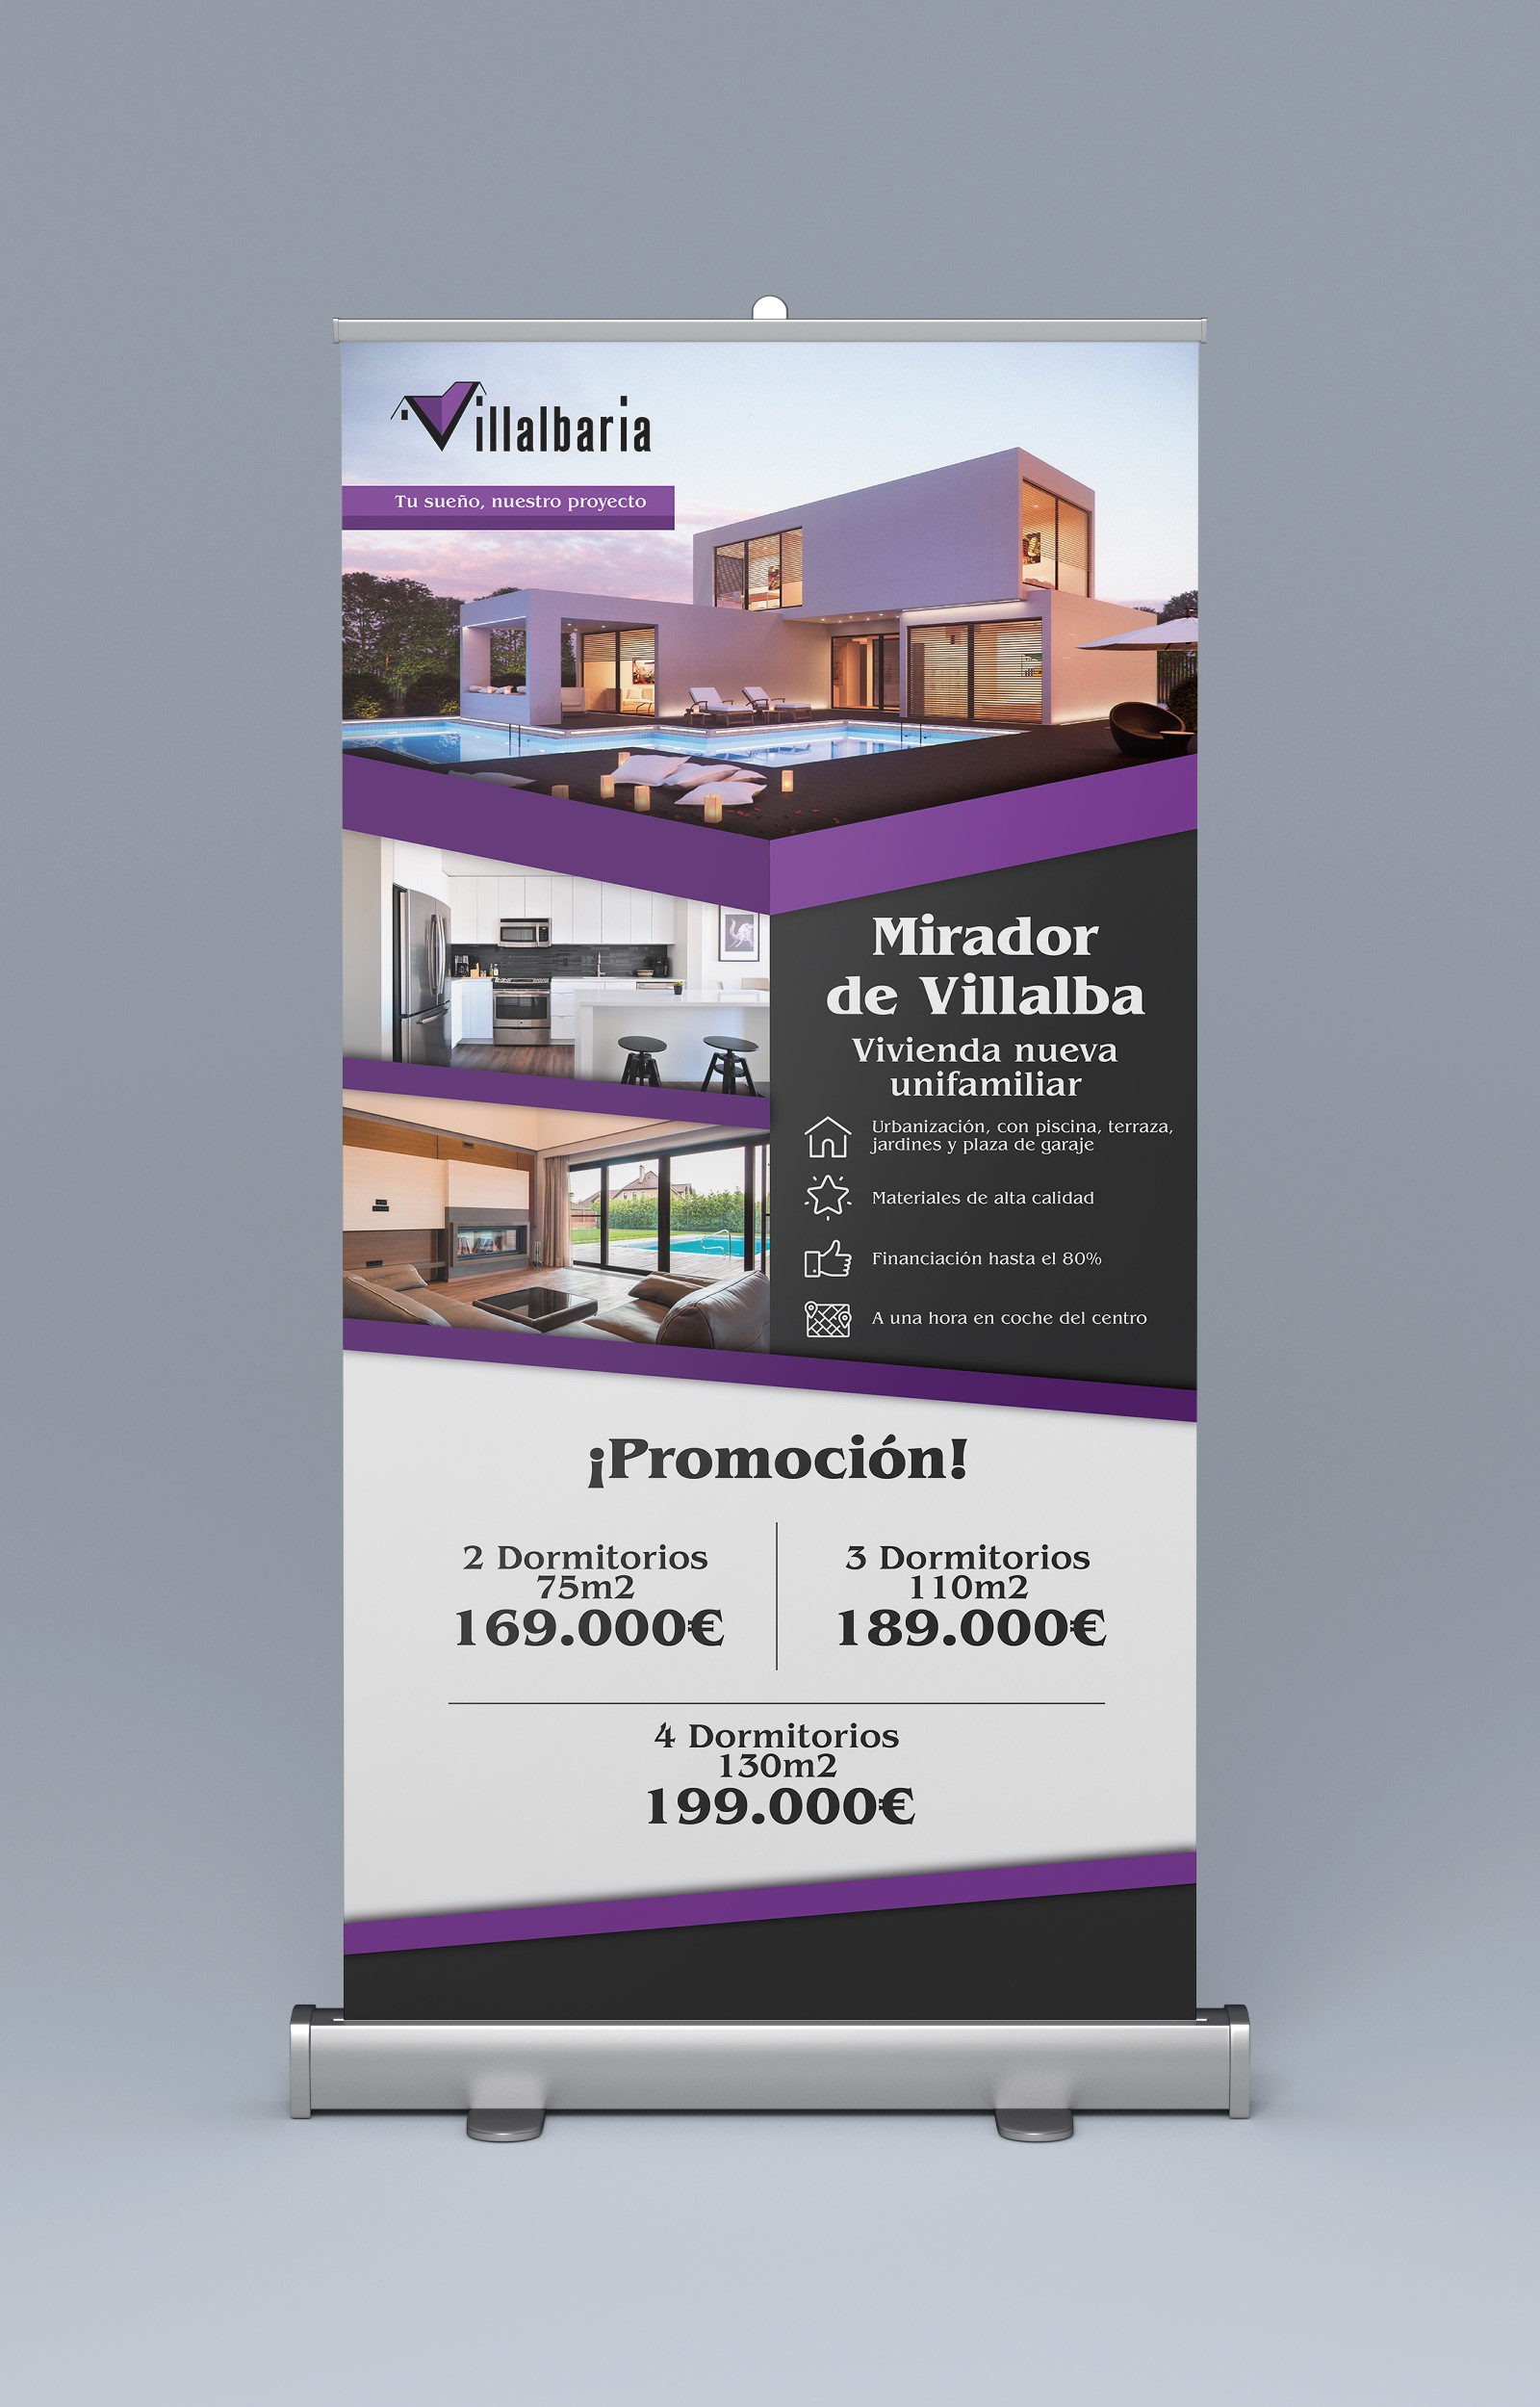 Villalbaria
Tu sueño, nuestro proyecto
Mirador
de Villalba
Vivienda nueva
unifamiliar
Urbanización, con piscina, terraza,
jardines y plaza de garaje
Materiales de alta calidad
Financiación hasta el 80%
A una hora en coche del centro
¡Promoción!
2 Dormitorios
75m2
169.000€
3 Dormitorios
110m2
189.000€
4 Dormitorios
130m2
199.000€